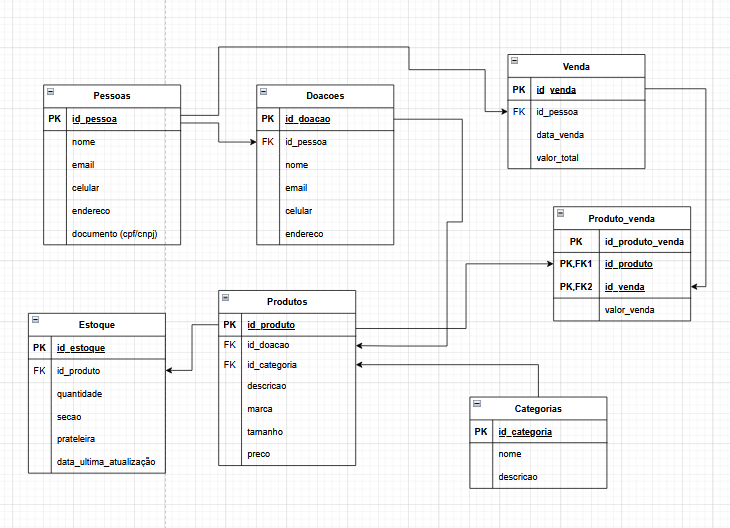 Pessoas
PK id_pessoa
nome
email
celular
endereco
documento (cpf/cnpj)
Doacoes
PK id_doacao
FK id_pessoa
nome
email
celular
endereco
Venda
PK id_venda
FK id_pessoa
data_venda
valor_total
Produto_venda
PK id_produto_venda
PK,FK1 id_produto
PK,FK2 id_venda
valor_venda
Estoque
PK id_estoque
FK id_produto
quantidade
secao
prateleira
data_ultima_atualização
Produtos
PK id_produto
FK id_doacao
FK id_categoria
descricao
marca
tamanho
preco
Categorias
PK id_categoria
nome
descricao